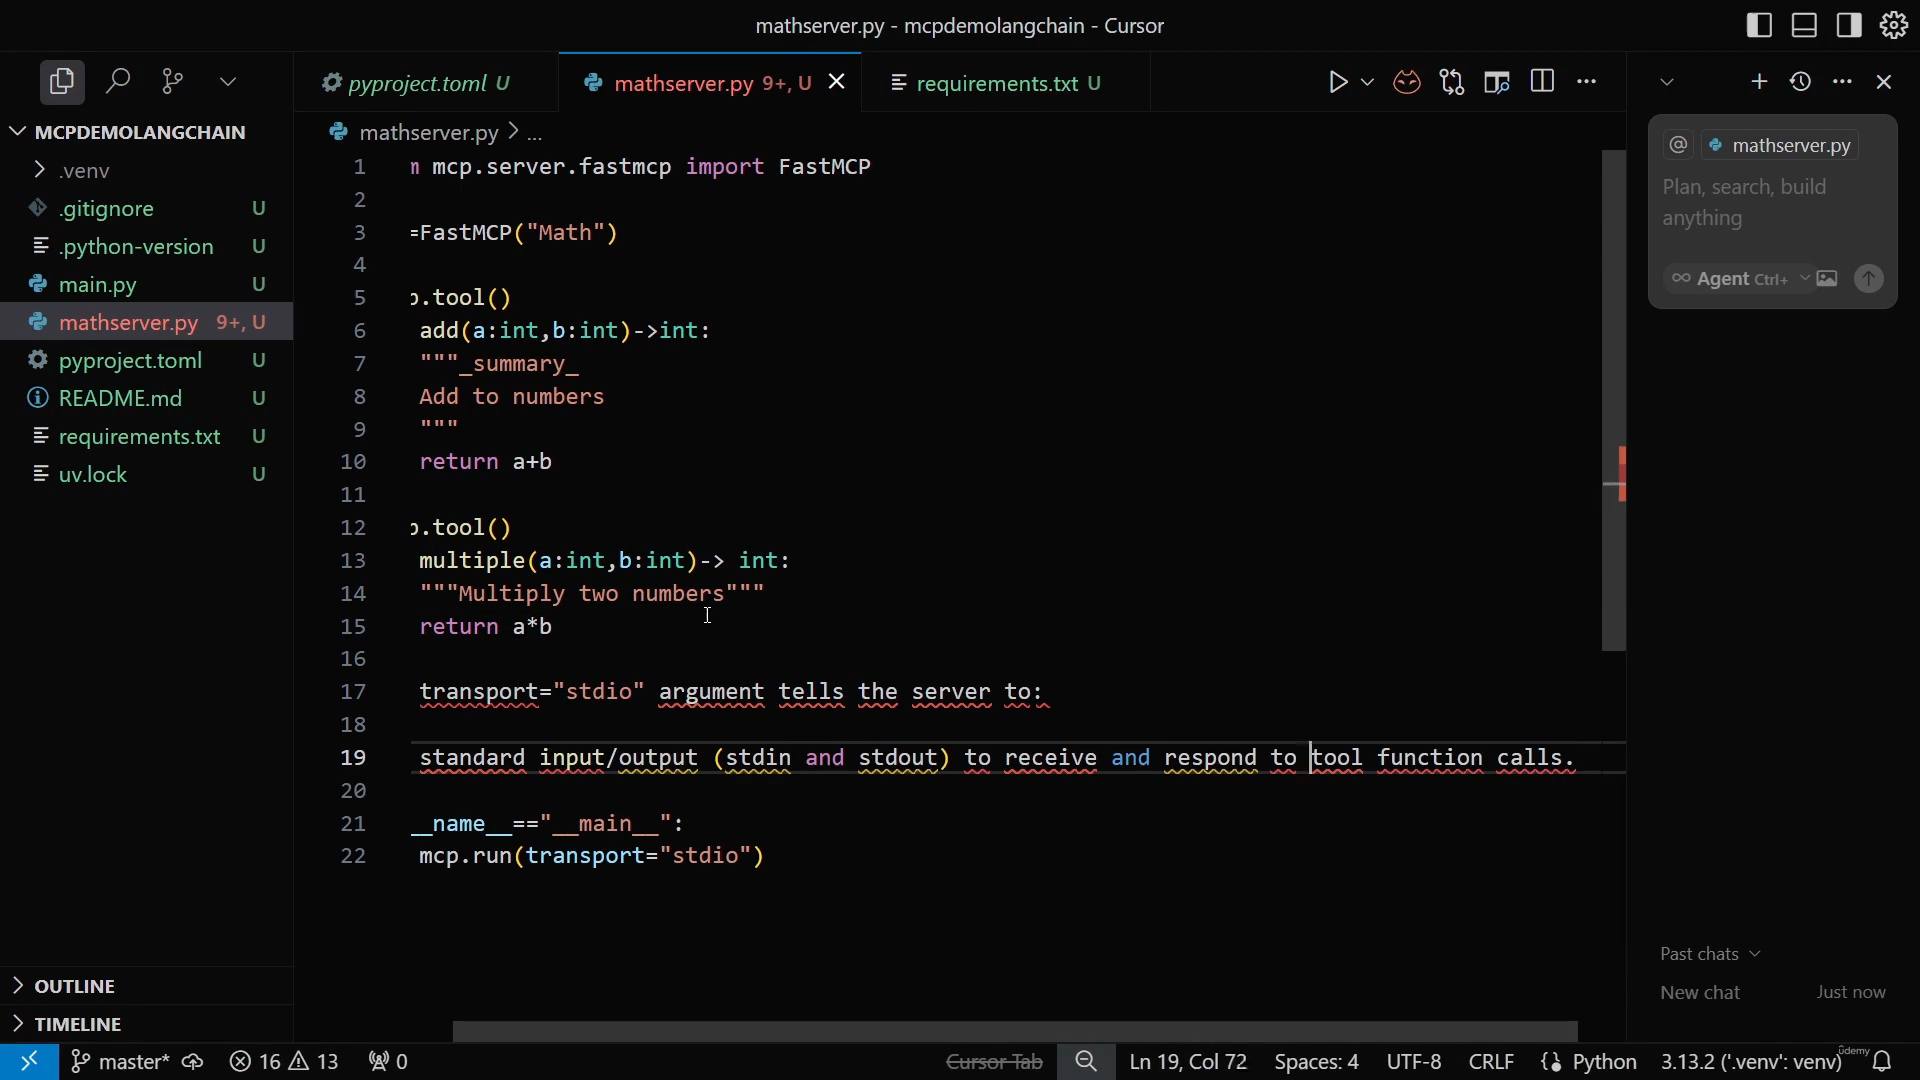 mathserver.py - mcpdemolangchain - Cursor
pyproject.toml U
mathserver.py 9+, U
requirements.txt U
MCPDEMOLANGCHAIN
.venv
.gitignore U
.python-version U
main.py U
mathserver.py 9+, U
pyproject.toml U
README.md U
requirements.txt U
uv.lock U
OUTLINE
TIMELINE
mathserver.py > ...
1 m mcp.server.fastmcp import FastMCP
2
3 =FastMCP("Math")
4
5 p.tool()
6 add(a:int,b:int)->int:
7 """_summary_
8 Add to numbers
9 """
10 return a+b
11
12 p.tool()
13 multiple(a:int,b:int)-> int:
14 """Multiply two numbers"""
15 return a*b
16
17 transport="stdio" argument tells the server to:
18
19 standard input/output (stdin and stdout) to receive and respond to tool function calls.
20
21 __name__=="__main__":
22 mcp.run(transport="stdio")
@ mathserver.py
Plan, search, build
anything
Agent Ctrl+
Past chats
New chat Just now
master* 16 13 0
Cursor Tab Ln 19, Col 72 Spaces: 4 UTF-8 CRLF {} Python 3.13.2 ('.venv': venv)
ûdemy